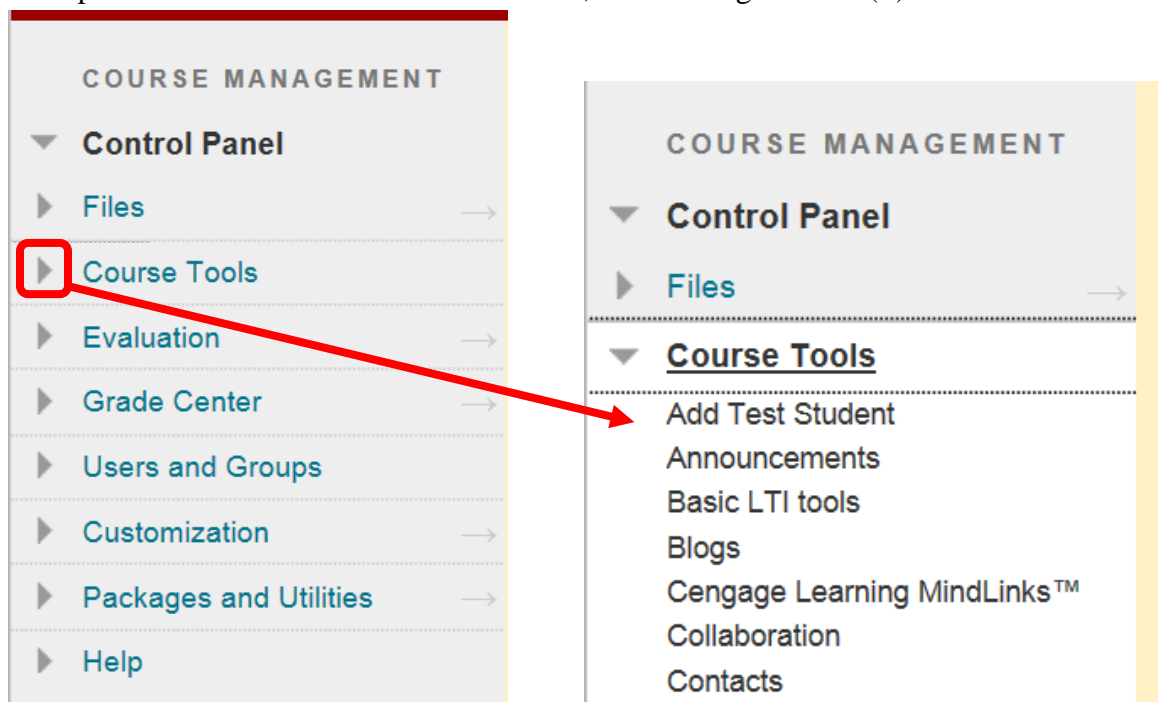 COURSE MANAGEMENT
Control Panel
Files
Course Tools
Evaluation
Grade Center
Users and Groups
Customization
Packages and Utilities
Help
COURSE MANAGEMENT
Control Panel
Files
Course Tools
Add Test Student
Announcements
Basic LTI tools
Blogs
Cengage Learning MindLinks™
Collaboration
Contacts